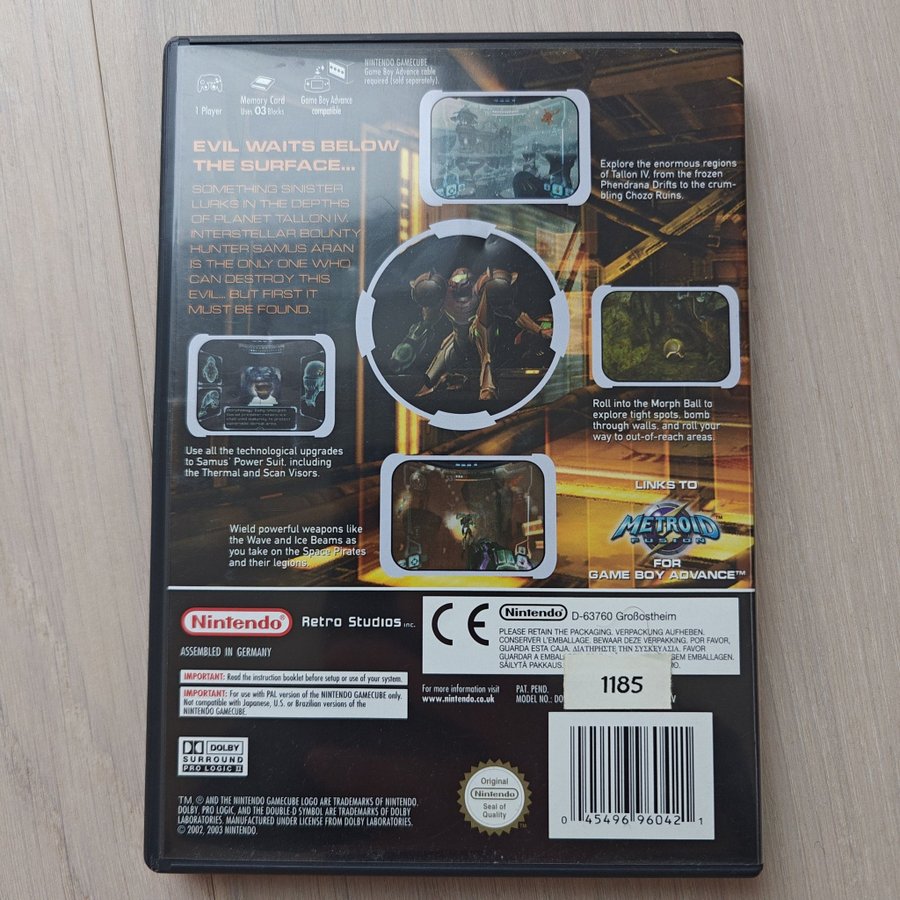 NINTENDO GAMECUBE
Game Boy Advance cable
required (sold separately).
1 Player
Memory Card
Uses 03 Blocks
Game Boy Advance
compatible
EVIL WAITS BELOW
THE SURFACE...
SOMETHING SINISTER
LURKS IN THE DEPTHS
OF PLANET TALLON IV.
INTERSTELLAR BOUNTY
HUNTER SAMUS ARAN
IS THE ONLY ONE WHO
CAN DESTROY THIS
EVIL... BUT FIRST IT
MUST BE FOUND.
Explore the enormous regions
of Tallon IV, from the frozen
Phendrana Drifts to the crum-
bling Chozo Ruins.
Roll into the Morph Ball to
explore tight spots, bomb
through walls, and roll your
way to out-of-reach areas.
Use all the technological upgrades
to Samus' Power Suit, including
the Thermal and Scan Visors.
Wield powerful weapons like
the Wave and Ice Beams as
you take on the Space Pirates
and their legions.
LINKS TO
METROID
FUSION
FOR
GAME BOY ADVANCE™
Nintendo®
Retro Studios inc.
ASSEMBLED IN GERMANY
IMPORTANT: Read the instruction booklet before setup or use of your system.
IMPORTANT: For use with PAL version of the NINTENDO GAMECUBE only.
Not compatible with Japanese, U.S. or Brazilian versions of the
NINTENDO GAMECUBE.
CE
Nintendo® D-63760 Großostheim
PLEASE RETAIN THE PACKAGING. VERPACKUNG AUFHEBEN.
CONSERVER L'EMBALLAGE. BEWAAR DEZE VERPAKKING. POR FAVOR,
GUARDA ESTA CAJA. ΔΙΑΤΗΡΗΣΤΕ ΤΗΝ ΣΥΣΚΕΥΑΣΙΑ. FAVOR
GUARDAR A EMBAL
EM EMBALLAGEN.
SÄILYTÄ PAKKAUS.
For more information visit
www.nintendo.co.uk
PAT. PEND.
MODEL NO.: DO
1185
DOLBY
SURROUND
PRO LOGIC II
TM, ® AND THE NINTENDO GAMECUBE LOGO ARE TRADEMARKS OF NINTENDO.
DOLBY, PRO LOGIC, AND THE DOUBLE-D SYMBOL ARE TRADEMARKS OF DOLBY
LABORATORIES. MANUFACTURED UNDER LICENSE FROM DOLBY LABORATORIES.
© 2002, 2003 NINTENDO.
Original
Nintendo
Seal of
Quality
TM
0 45496 96042 1